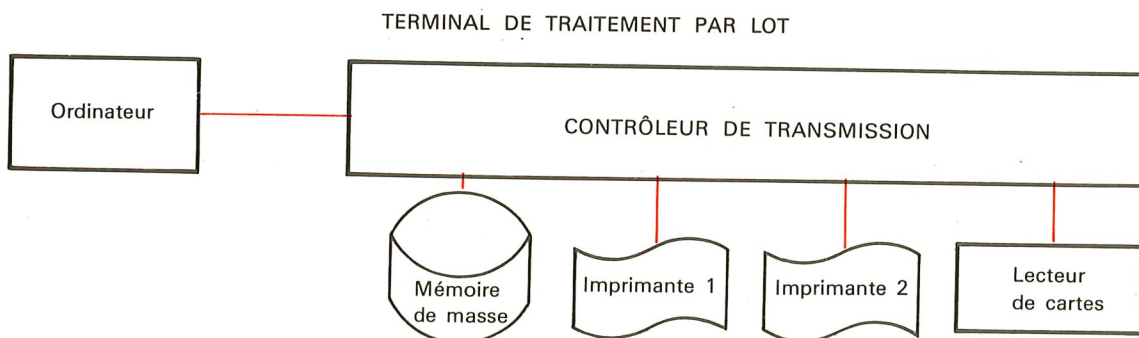 TERMINAL DE TRAITEMENT PAR LOT
Ordinateur
CONTRÔLEUR DE TRANSMISSION
Mémoire
de masse
Imprimante 1
Imprimante 2
Lecteur
de cartes